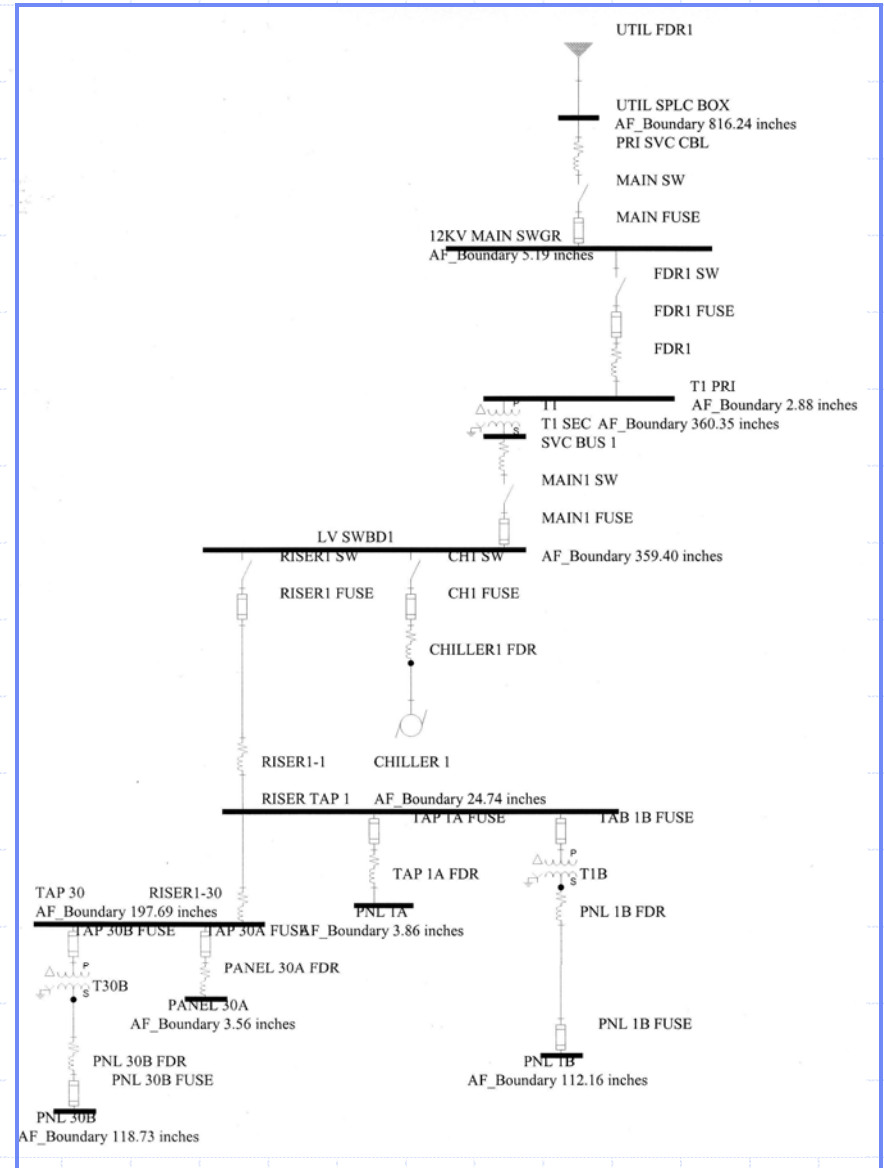 UTIL FDR1
UTIL SPLC BOX
AF_Boundary 816.24 inches
PRI SVC CBL
MAIN SW
MAIN FUSE
12KV MAIN SWGR
AF_Boundary 5.19 inches
FDR1 SW
FDR1 FUSE
FDR1
T1 PRI
AF_Boundary 2.88 inches
P
T1
S
T1 SEC AF_Boundary 360.35 inches
SVC BUS 1
MAIN1 SW
MAIN1 FUSE
LV SWBD1
AF_Boundary 359.40 inches
RISER1 SW
CH1 SW
RISER1 FUSE
CH1 FUSE
CHILLER1 FDR
RISER1-1
CHILLER 1
RISER TAP 1 AF_Boundary 24.74 inches
TAP 1A FUSE
TAB 1B FUSE
P
T1B
S
TAP 1A FDR
TAP 30
RISER1-30
AF_Boundary 197.69 inches
PNL 1A
AF_Boundary 3.86 inches
PNL 1B FDR
TAP 30B FUSE
TAP 30A FUSE
P
T30B
S
PANEL 30A FDR
PANEL 30A
AF_Boundary 3.56 inches
PNL 1B FUSE
PNL 1B
AF_Boundary 112.16 inches
PNL 30B FDR
PNL 30B FUSE
PNL 30B
AF_Boundary 118.73 inches